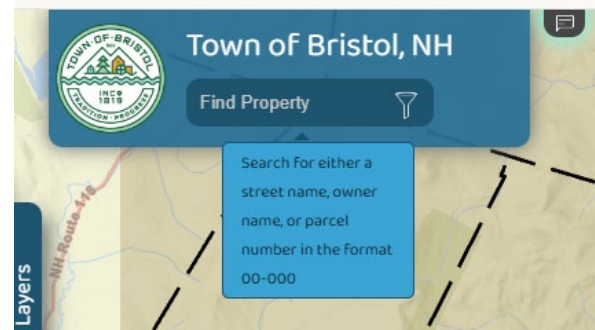 TOWN·OF·BRISTOL
NH
INC⁠D
1819
TRADITION·PROGRESS
Town of Bristol, NH
Find Property
Search for either a
street name, owner
name, or parcel
number in the format
00-000
NH Route 118
Layers